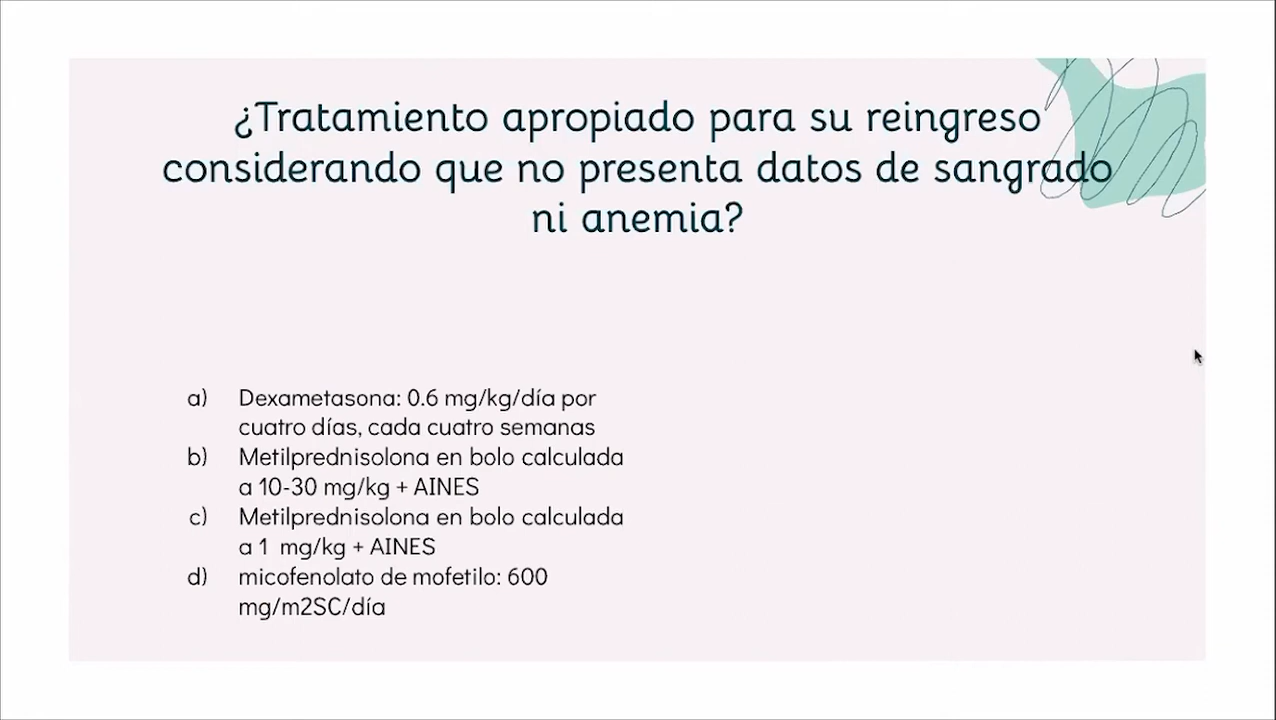 ¿Tratamiento apropiado para su reingreso
considerando que no presenta datos de sangrado
ni anemia?
a) Dexametasona: 0.6 mg/kg/día por
cuatro días, cada cuatro semanas
b) Metilprednisolona en bolo calculada
a 10-30 mg/kg + AINES
c) Metilprednisolona en bolo calculada
a 1 mg/kg + AINES
d) micofenolato de mofetilo: 600
mg/m2SC/día